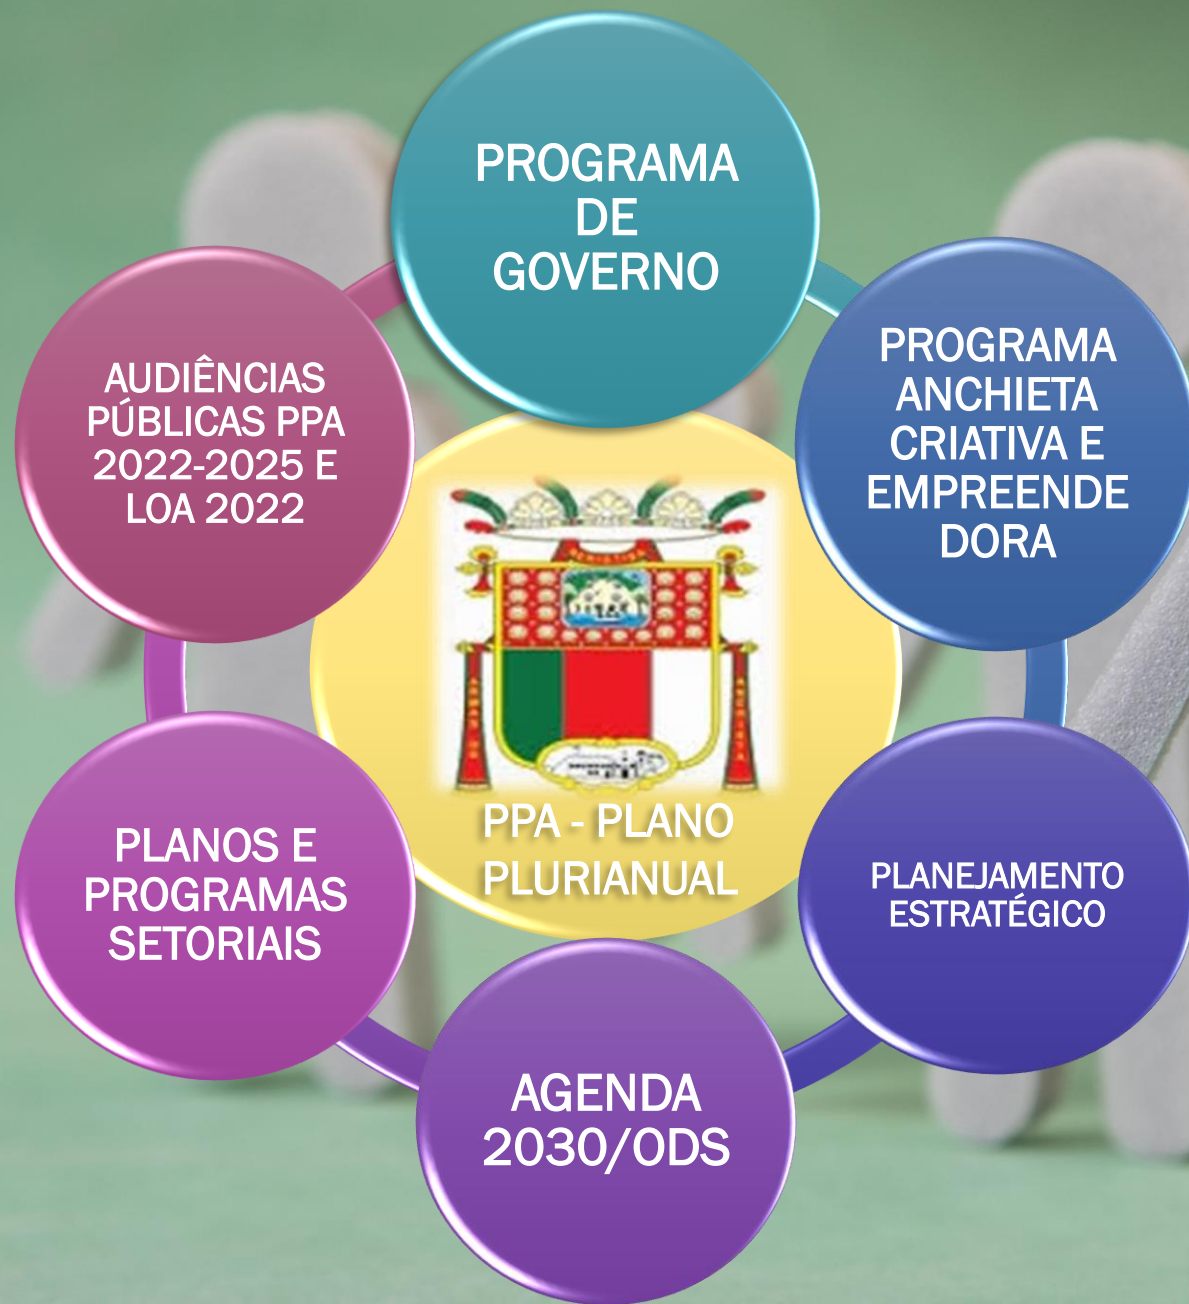 PROGRAMA
DE
GOVERNO
PROGRAMA
ANCHIETA
CRIATIVA E
EMPREENDE
DORA
PLANEJAMENTO
ESTRATÉGICO
AGENDA
2030/ODS
PLANOS E
PROGRAMAS
SETORIAIS
AUDIÊNCIAS
PÚBLICAS PPA
2022-2025 E
LOA 2022
PPA - PLANO
PLURIANUAL